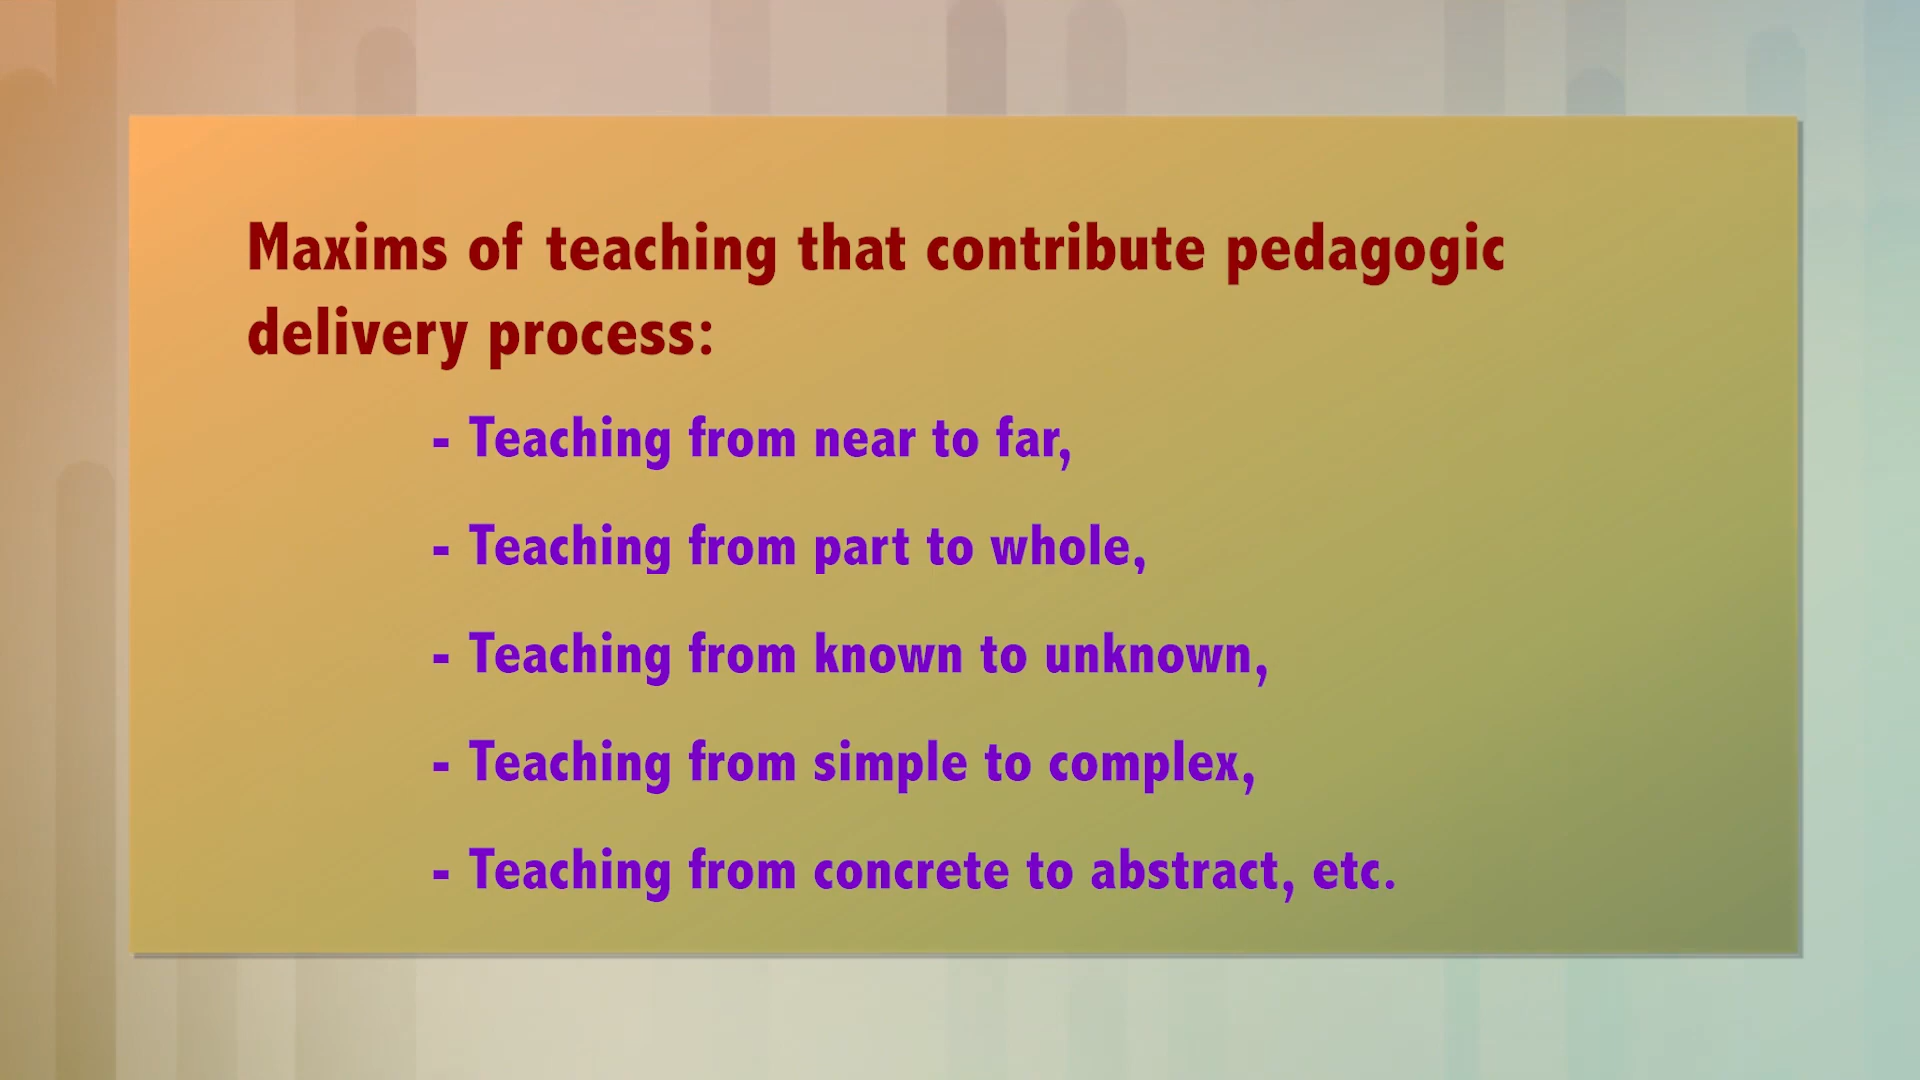 Maxims of teaching that contribute pedagogic
delivery process:
- Teaching from near to far,
- Teaching from part to whole,
- Teaching from known to unknown,
- Teaching from simple to complex,
- Teaching from concrete to abstract, etc.